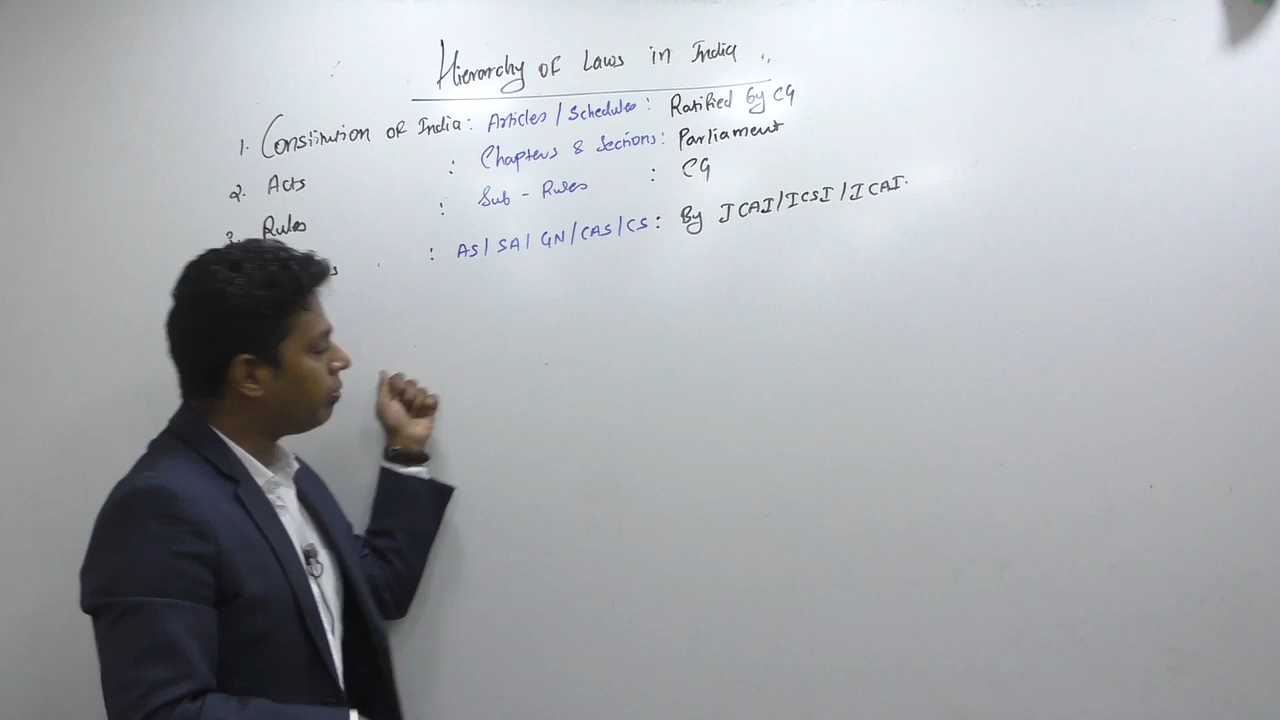 Hierarchy of Laws in India
1. Constitution of India: Articles / Schedules: Ratified by CG
2. Acts : Chapters & Sections: Parliament
3. Rules : Sub-Rules : CG
: AS/ SA/ GN/ CAS/ CS: By ICAI/ICSI/ICAI.